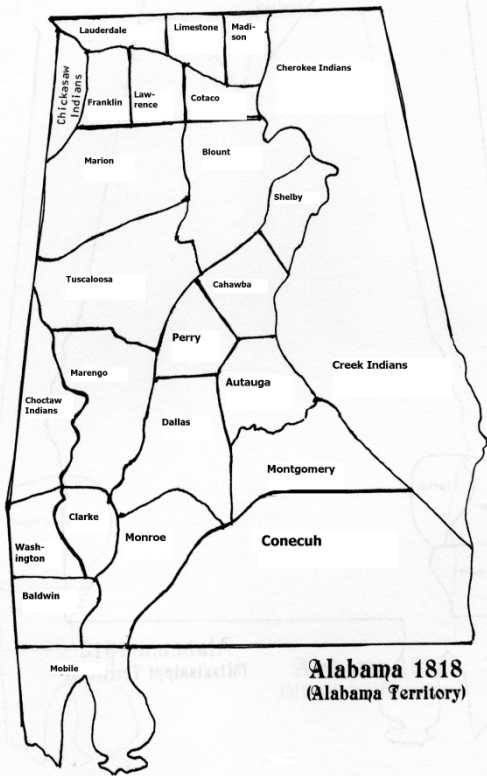 Lauderdale
Limestone
Madi-
son
Cherokee Indians
Chickasaw
Indians
Franklin
Law-
rence
Cotaco
Marion
Blount
Shelby
Tuscaloosa
Cahawba
Perry
Marengo
Creek Indians
Choctaw
Indians
Autauga
Dallas
Montgomery
Clarke
Monroe
Conecuh
Wash-
ington
Baldwin
Mobile
Alabama 1818
(Alabama Territory)